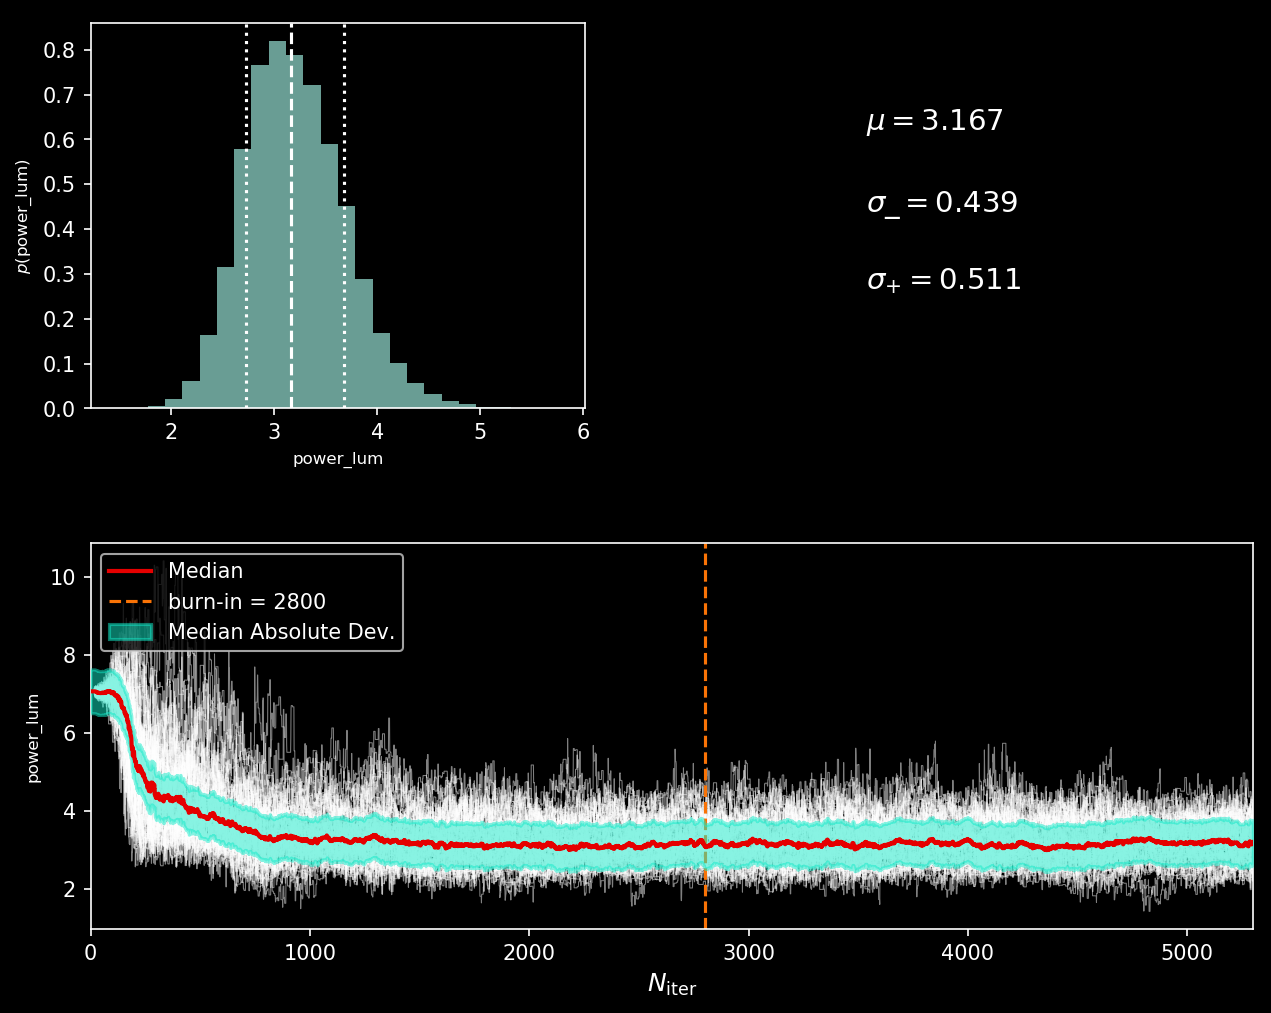 0.8
0.7
0.6
0.5
0.4
0.3
0.2
0.1
0.0
p(power_lum)
2 3 4 5 6
power_lum
μ = 3.167
σ_ = 0.439
σ+ = 0.511
Median
burn-in = 2800
Median Absolute Dev.
10
8
6
4
2
power_lum
0 1000 2000 3000 4000 5000
Niter